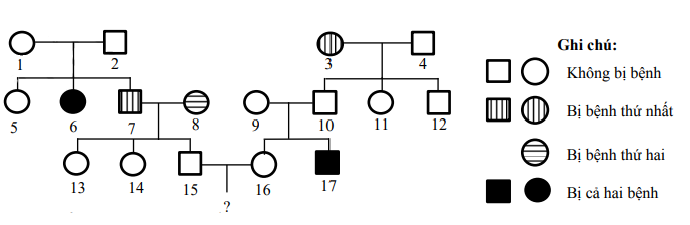 1 2 3 4
Ghi chú:
Không bị bệnh
5 6 7 8 9 10 11 12
Bị bệnh thứ nhất
Bị bệnh thứ hai
13 14 15 16 17
Bị cả hai bệnh
?